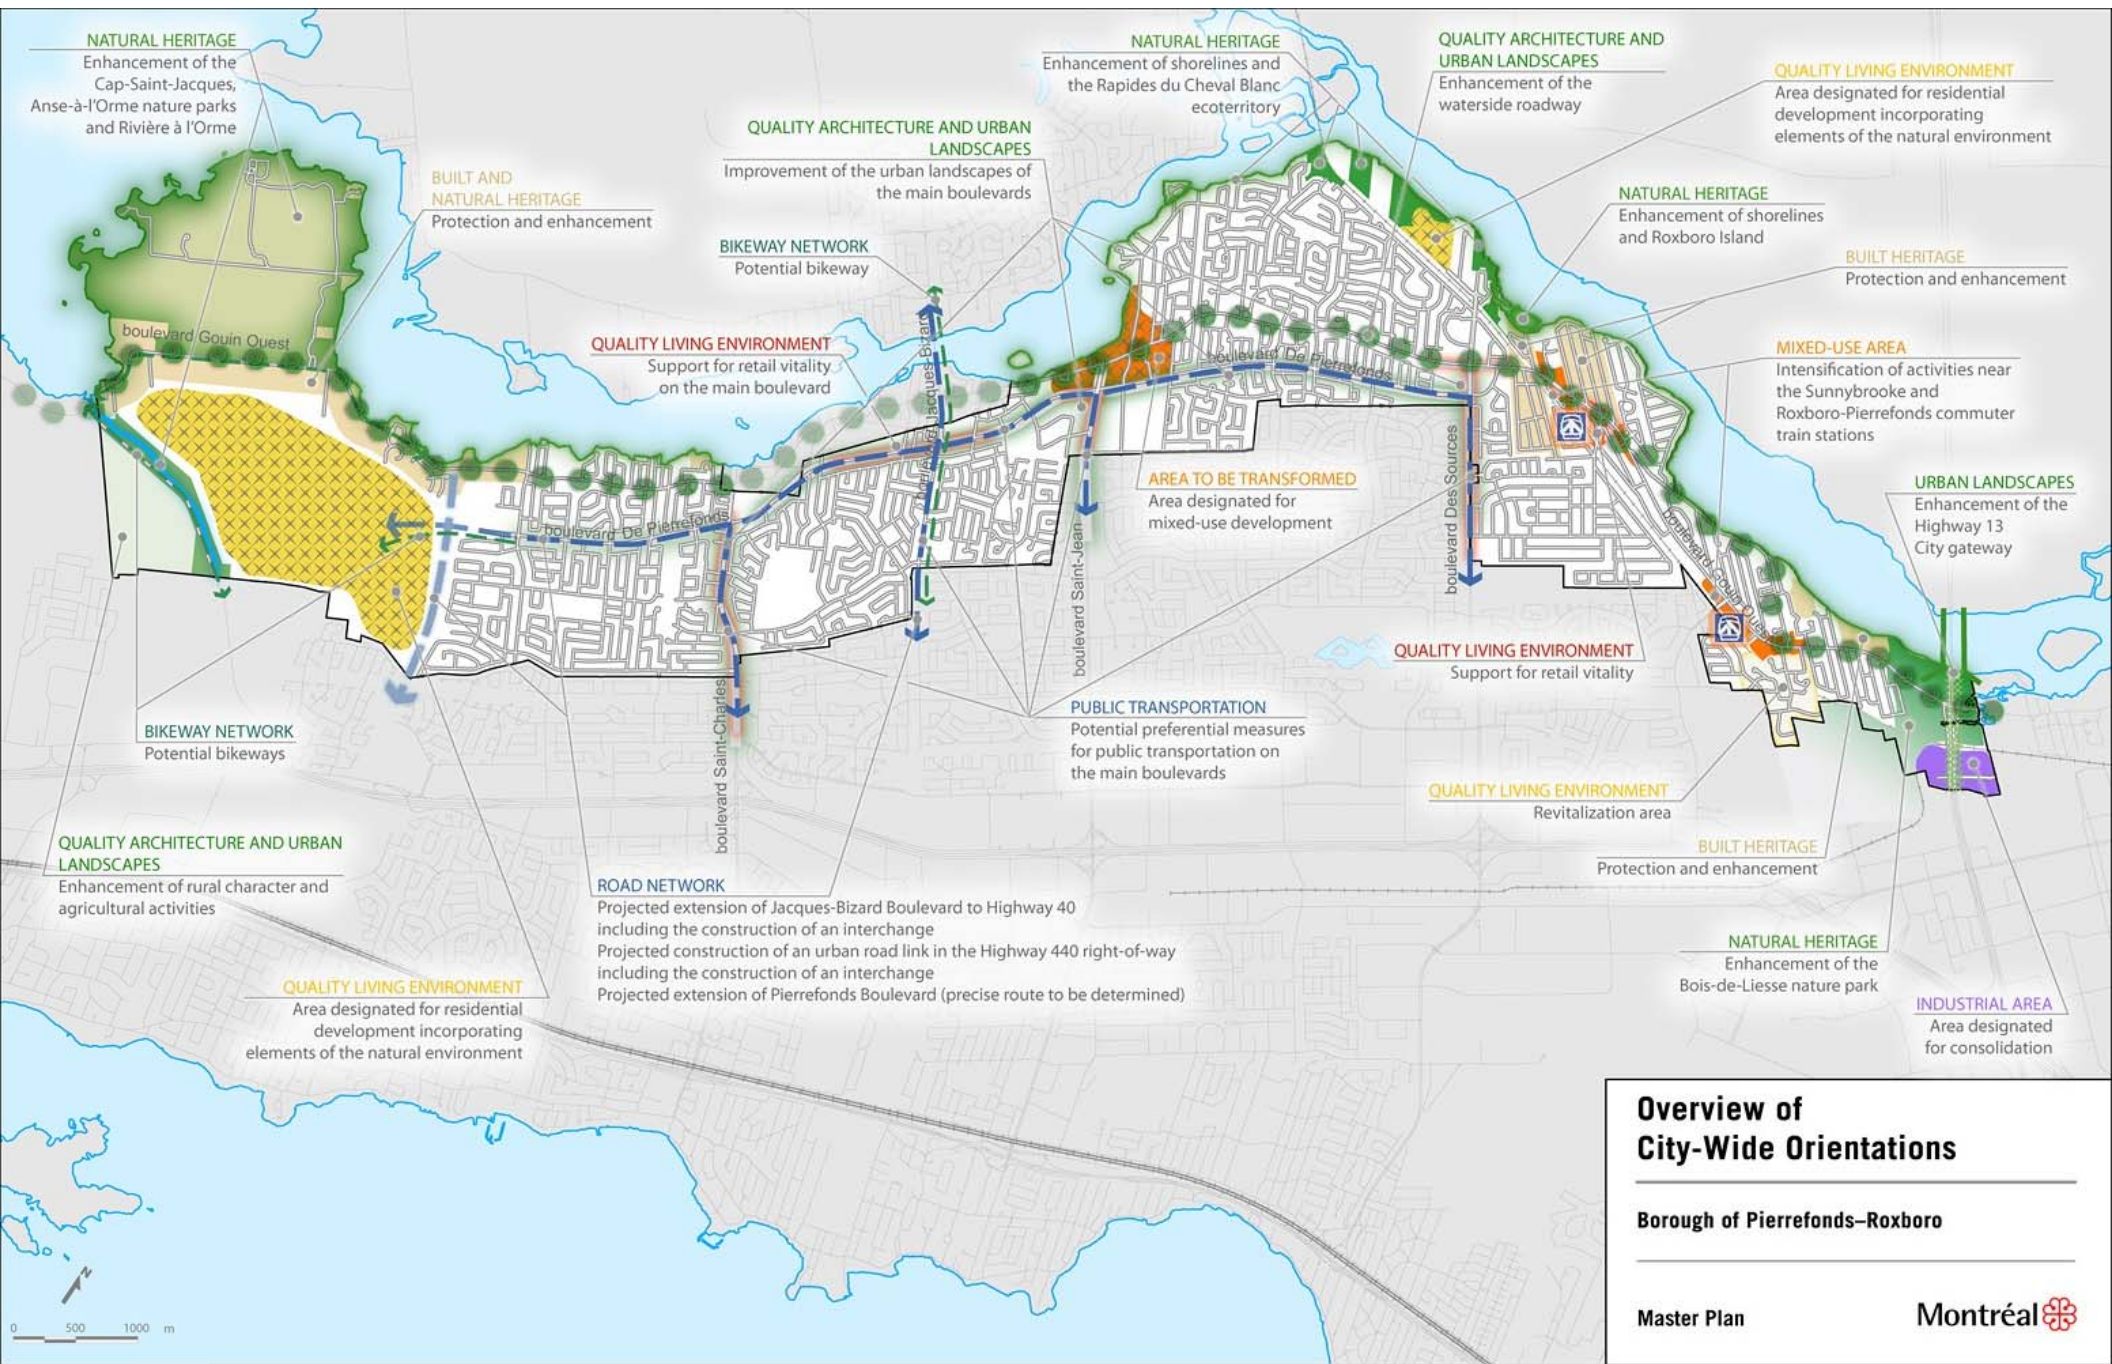 NATURAL HERITAGE
Enhancement of the
Cap-Saint-Jacques,
Anse-à-l'Orme nature parks
and Rivière à l'Orme
BUILT AND
NATURAL HERITAGE
Protection and enhancement
QUALITY ARCHITECTURE AND URBAN
LANDSCAPES
Improvement of the urban landscapes of
the main boulevards
BIKEWAY NETWORK
Potential bikeway
QUALITY LIVING ENVIRONMENT
Support for retail vitality
on the main boulevard
NATURAL HERITAGE
Enhancement of shorelines and
the Rapides du Cheval Blanc
ecoterritory
QUALITY ARCHITECTURE AND
URBAN LANDSCAPES
Enhancement of the
waterside roadway
QUALITY LIVING ENVIRONMENT
Area designated for residential
development incorporating
elements of the natural environment
NATURAL HERITAGE
Enhancement of shorelines
and Roxboro Island
BUILT HERITAGE
Protection and enhancement
MIXED-USE AREA
Intensification of activities near
the Sunnybrooke and
Roxboro-Pierrefonds commuter
train stations
URBAN LANDSCAPES
Enhancement of the
Highway 13
City gateway
boulevard Gouin Ouest
boulevard De Pierrefonds
boulevard Jacques-Bizard
boulevard De Pierrefonds
boulevard Saint-Charles
boulevard Saint-Jean
boulevard Des Sources
boulevard Gouin Ouest
AREA TO BE TRANSFORMED
Area designated for
mixed-use development
QUALITY LIVING ENVIRONMENT
Support for retail vitality
PUBLIC TRANSPORTATION
Potential preferential measures
for public transportation on
the main boulevards
BIKEWAY NETWORK
Potential bikeways
QUALITY ARCHITECTURE AND URBAN
LANDSCAPES
Enhancement of rural character and
agricultural activities
QUALITY LIVING ENVIRONMENT
Area designated for residential
development incorporating
elements of the natural environment
ROAD NETWORK
Projected extension of Jacques-Bizard Boulevard to Highway 40
including the construction of an interchange
Projected construction of an urban road link in the Highway 440 right-of-way
including the construction of an interchange
Projected extension of Pierrefonds Boulevard (precise route to be determined)
QUALITY LIVING ENVIRONMENT
Revitalization area
BUILT HERITAGE
Protection and enhancement
NATURAL HERITAGE
Enhancement of the
Bois-de-Liesse nature park
INDUSTRIAL AREA
Area designated
for consolidation
N
0 500 1000 m
Overview of
City-Wide Orientations
Borough of Pierrefonds–Roxboro
Master Plan
Montréal